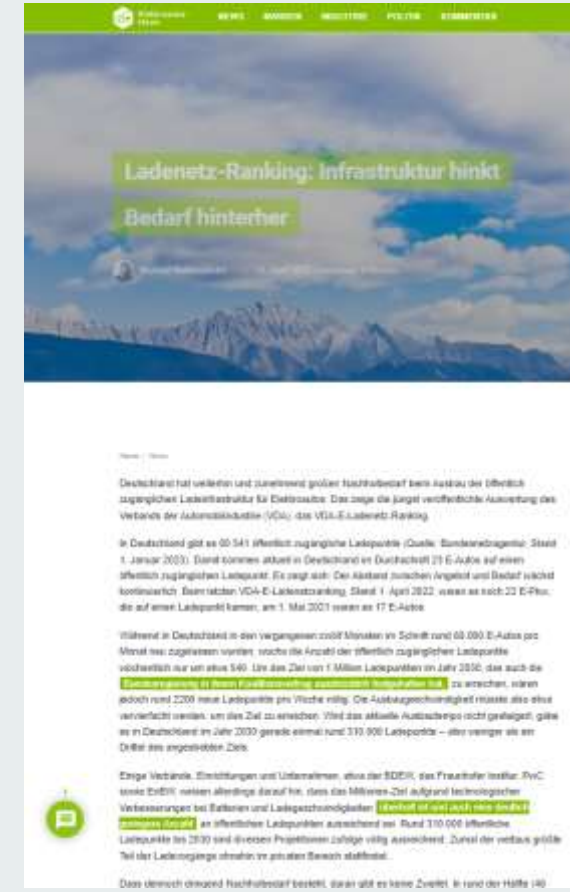 NEWS MARKEN INDUSTRIE POLITIK KOMMENTAR
Ladenetz-Ranking: Infrastruktur hinkt
Bedarf hinterher
Home / News
Deutschland hat weiterhin und zunehmend großen Nachholbedarf beim Ausbau der öffentlich
zugänglichen Ladeinfrastruktur für Elektroautos. Das zeige die jüngst veröffentlichte Auswertung des
Verbands der Automobilindustrie (VDA), das VDA-E-Ladenetz-Ranking.
In Deutschland gibt es 80 541 öffentlich zugängliche Ladepunkte (Quelle: Bundesnetzagentur, Stand
1. Januar 2023). Damit kommen aktuell in Deutschland im Durchschnitt 23 E-Autos auf einen
öffentlich zugänglichen Ladepunkt. Es zeigt sich: Der Abstand zwischen Angebot und Bedarf wächst
kontinuierlich. Beim letzten VDA-E-Ladenetzranking, Stand 1. April 2022, waren es noch 22 E-Pkw,
die auf einen Ladepunkt kamen, am 1. Mai 2021 waren es 17 E-Autos.
Während in Deutschland in den vergangenen zwölf Monaten im Schnitt rund 68.000 E-Autos pro
Monat neu zugelassen wurden, wuchs die Anzahl der öffentlich zugänglichen Ladepunkte
wöchentlich nur um etwa 540. Um das Ziel von 1 Million Ladepunkten im Jahr 2030, das auch die
Bundesregierung in ihrem Koalitionsvertrag ausdrücklich festgehalten hat, zu erreichen, wären
jedoch rund 2200 neue Ladepunkte pro Woche nötig. Die Ausbaugeschwindigkeit müsste also etwa
vervierfacht werden, um das Ziel zu erreichen. Wird das aktuelle Ausbautempo nicht gesteigert, gäbe
es in Deutschland im Jahr 2030 gerade einmal rund 310 000 Ladepunkte – also weniger als ein
Drittel des angestrebten Ziels.
Einige Verbände, Einrichtungen und Unternehmen, etwa der BDEW, das Fraunhofer Institut, PwC
sowie EnBW, weisen allerdings darauf hin, dass das Millionen-Ziel aufgrund technologischer
Verbesserungen bei Batterien und Ladegeschwindigkeiten überholt ist und auch eine deutlich
geringere Anzahl an öffentlichen Ladepunkten ausreichend sei. Rund 310 000 öffentliche
Ladepunkte bis 2030 sind diversen Projektionen zufolge völlig ausreichend. Zumal der weitaus größte
Teil der Ladevorgänge ohnehin im privaten Bereich stattfindet.
Dass dennoch dringend Nachholbedarf besteht, daran gibt es keine Zweifel. In rund der Hälfte (48